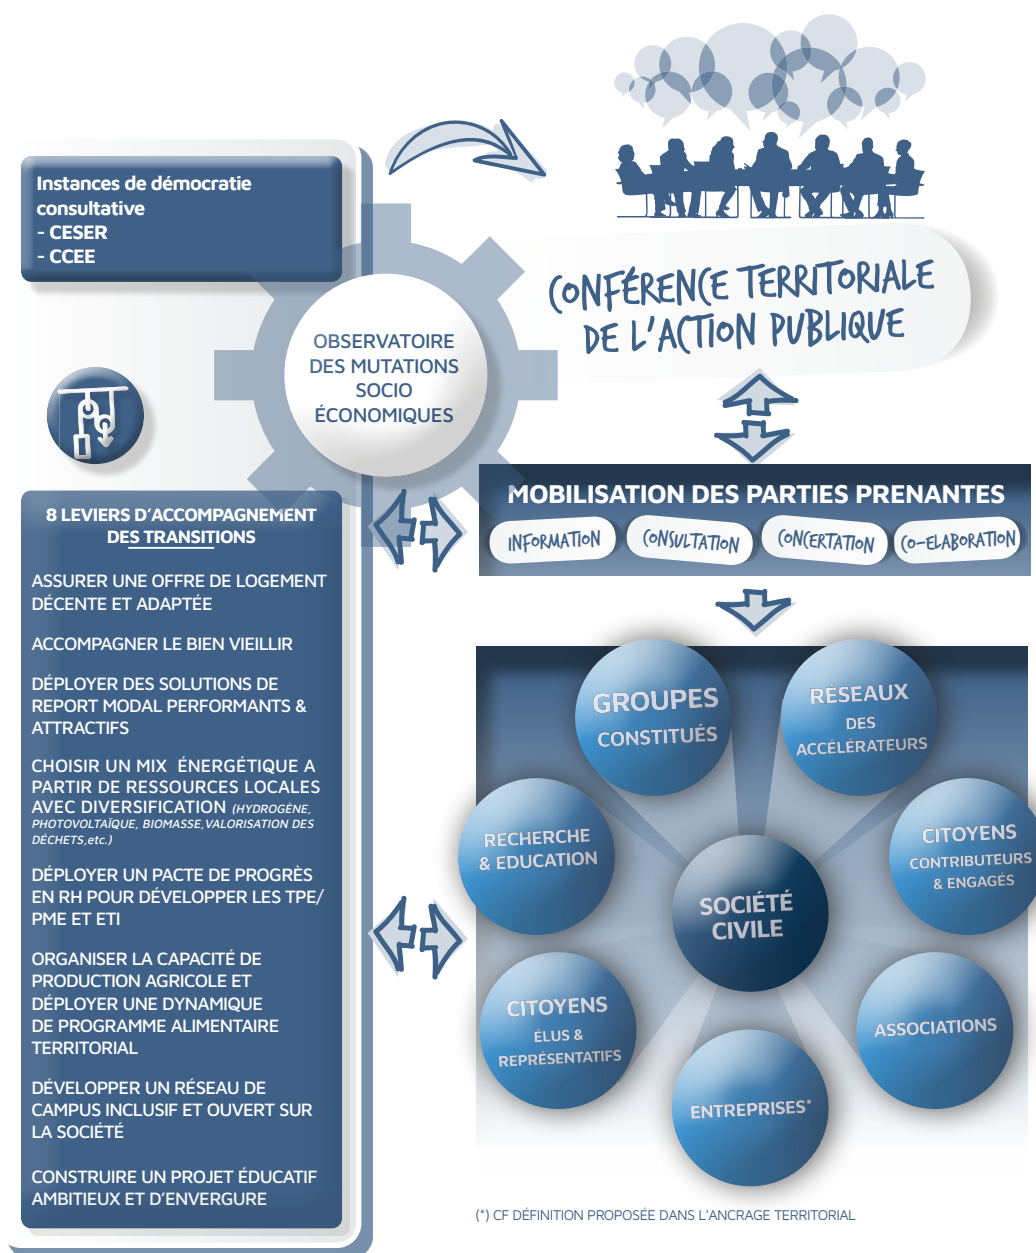 Instances de démocratie
consultative
- CESER
- CCEE
OBSERVATOIRE
DES MUTATIONS
SOCIO
ÉCONOMIQUES
CONFÉRENCE TERRITORIALE
DE L'ACTION PUBLIQUE
8 LEVIERS D'ACCOMPAGNEMENT
DES TRANSITIONS
ASSURER UNE OFFRE DE LOGEMENT
DÉCENTE ET ADAPTÉE
ACCOMPAGNER LE BIEN VIEILLIR
DÉPLOYER DES SOLUTIONS DE
REPORT MODAL PERFORMANTS &
ATTRACTIFS
CHOISIR UN MIX ÉNERGÉTIQUE A
PARTIR DE RESSOURCES LOCALES
AVEC DIVERSIFICATION (HYDROGÈNE,
PHOTOVOLTAÏQUE, BIOMASSE,VALORISATION DES
DÉCHETS,etc.)
DÉPLOYER UN PACTE DE PROGRÈS
EN RH POUR DÉVELOPPER LES TPE/
PME ET ETI
ORGANISER LA CAPACITÉ DE
PRODUCTION AGRICOLE ET
DÉPLOYER UNE DYNAMIQUE
DE PROGRAMME ALIMENTAIRE
TERRITORIAL
DÉVELOPPER UN RÉSEAU DE
CAMPUS INCLUSIF ET OUVERT SUR
LA SOCIÉTÉ
CONSTRUIRE UN PROJET ÉDUCATIF
AMBITIEUX ET D'ENVERGURE
MOBILISATION DES PARTIES PRENANTES
INFORMATION
CONSULTATION
CONCERTATION
CO-ELABORATION
GROUPES
CONSTITUÉS
RÉSEAUX
DES
ACCÉLÉRATEURS
RECHERCHE
& EDUCATION
CITOYENS
CONTRIBUTEURS
& ENGAGÉS
SOCIÉTÉ
CIVILE
CITOYENS
ÉLUS &
REPRÉSENTATIFS
ASSOCIATIONS
ENTREPRISES*
(*) CF DÉFINITION PROPOSÉE DANS L'ANCRAGE TERRITORIAL